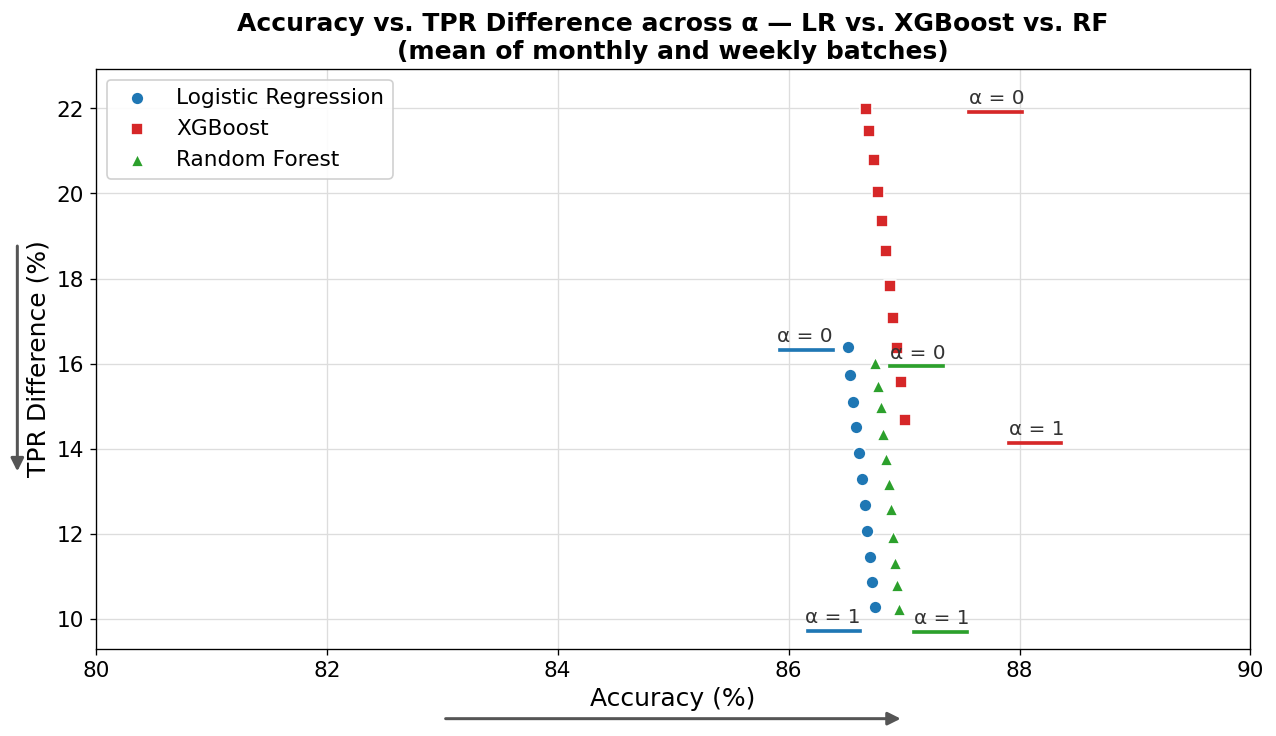 Accuracy vs. TPR Difference across α — LR vs. XGBoost vs. RF
(mean of monthly and weekly batches)
Logistic Regression
XGBoost
Random Forest
α = 0
α = 0
α = 0
α = 1
α = 1
α = 1
22
20
18
16
14
12
10
TPR Difference (%)
80
82
84
86
88
90
Accuracy (%)